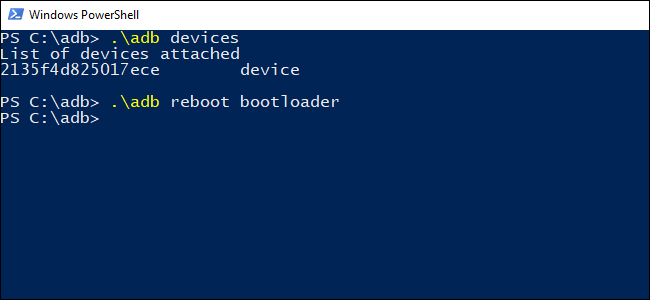 Windows PowerShell
PS C:\adb> .\adb devices
List of devices attached
2135f4d825017ece        device
PS C:\adb> .\adb reboot bootloader
PS C:\adb>